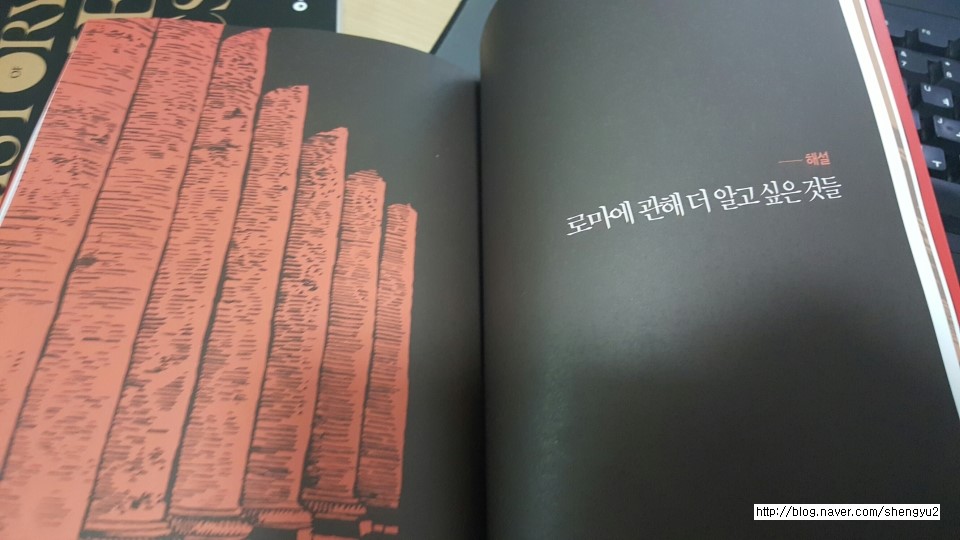 해설
로마에 관해 더 알고 싶은 것들
http://blog.naver.com/shengyu2